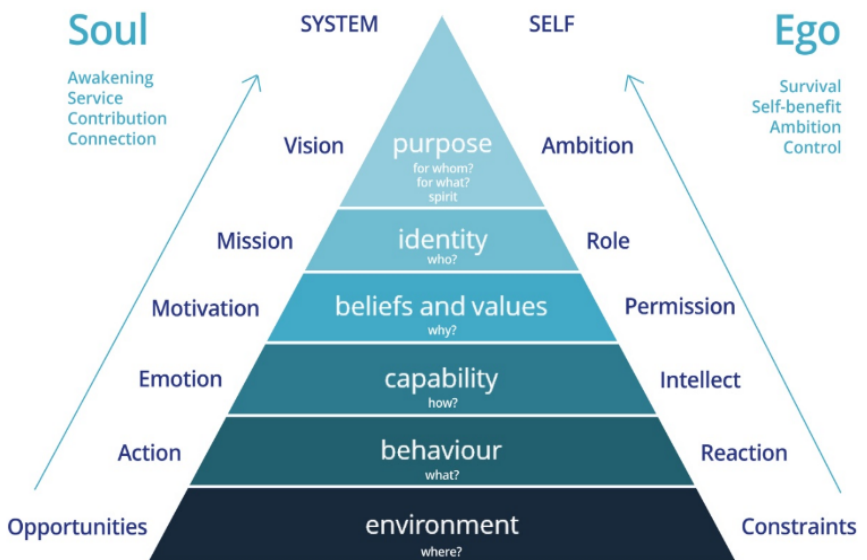 Soul
SYSTEM
SELF
Ego
Awakening
Service
Contribution
Connection
Survival
Self-benefit
Ambition
Control
Vision
purpose
for whom?
for what?
spirit
Ambition
Mission
identity
who?
Role
Motivation
beliefs and values
why?
Permission
Emotion
capability
how?
Intellect
Action
behaviour
what?
Reaction
Opportunities
environment
where?
Constraints